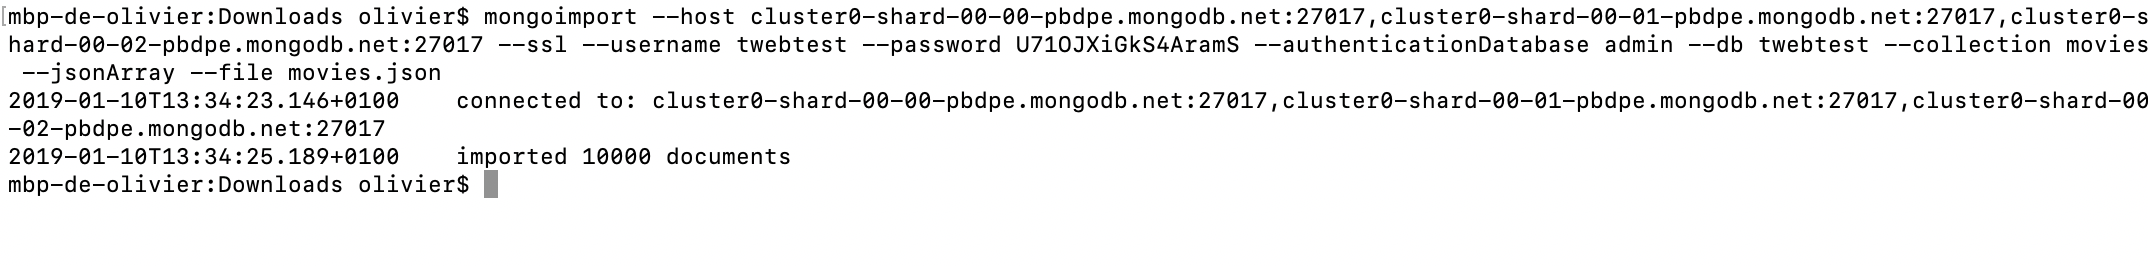 mbp-de-olivier:Downloads olivier$ mongoimport --host cluster0-shard-00-00-pbdpe.mongodb.net:27017,cluster0-shard-00-01-pbdpe.mongodb.net:27017,cluster0-s
hard-00-02-pbdpe.mongodb.net:27017 --ssl --username twebtest --password U71OJXiGkS4AramS --authenticationDatabase admin --db twebtest --collection movies
 --jsonArray --file movies.json
2019-01-10T13:34:23.146+0100    connected to: cluster0-shard-00-00-pbdpe.mongodb.net:27017,cluster0-shard-00-01-pbdpe.mongodb.net:27017,cluster0-shard-00
-02-pbdpe.mongodb.net:27017
2019-01-10T13:34:25.189+0100    imported 10000 documents
mbp-de-olivier:Downloads olivier$